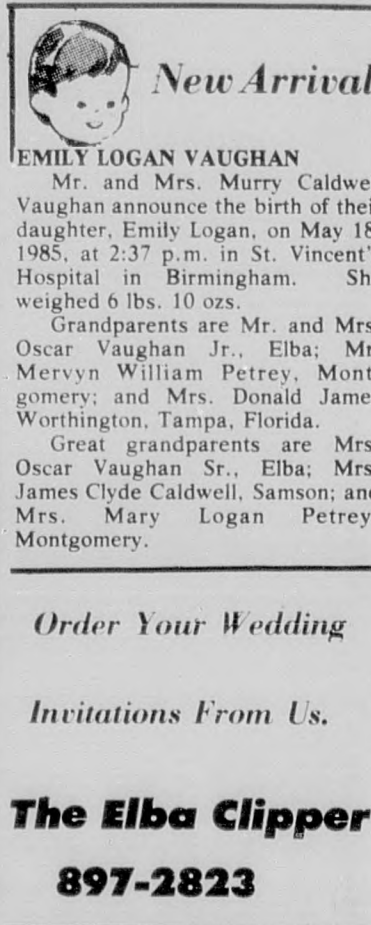 New Arrival
EMILY LOGAN VAUGHAN
Mr. and Mrs. Murry Caldwe
Vaughan announce the birth of thei
daughter, Emily Logan, on May 18
1985, at 2:37 p.m. in St. Vincent'
Hospital in Birmingham. Sh
weighed 6 lbs. 10 ozs.
Grandparents are Mr. and Mrs
Oscar Vaughan Jr., Elba; Mr
Mervyn William Petrey, Mont
gomery; and Mrs. Donald Jame
Worthington, Tampa, Florida.
Great grandparents are Mrs
Oscar Vaughan Sr., Elba; Mrs
James Clyde Caldwell, Samson; and
Mrs. Mary Logan Petrey
Montgomery.
Order Your Wedding
Invitations From Us.
The Elba Clipper
897-2823